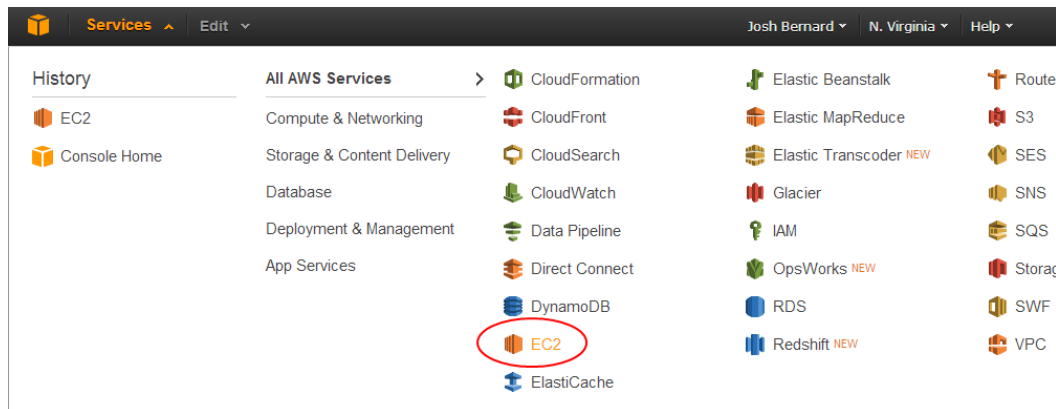 Services Edit Josh Bernard N. Virginia Help
History
EC2
Console Home
All AWS Services
Compute & Networking
Storage & Content Delivery
Database
Deployment & Management
App Services
CloudFormation
CloudFront
CloudSearch
CloudWatch
Data Pipeline
Direct Connect
DynamoDB
EC2
ElastiCache
Elastic Beanstalk
Elastic MapReduce
Elastic Transcoder NEW
Glacier
IAM
OpsWorks NEW
RDS
Redshift NEW
Route
S3
SES
SNS
SQS
Storag
SWF
VPC